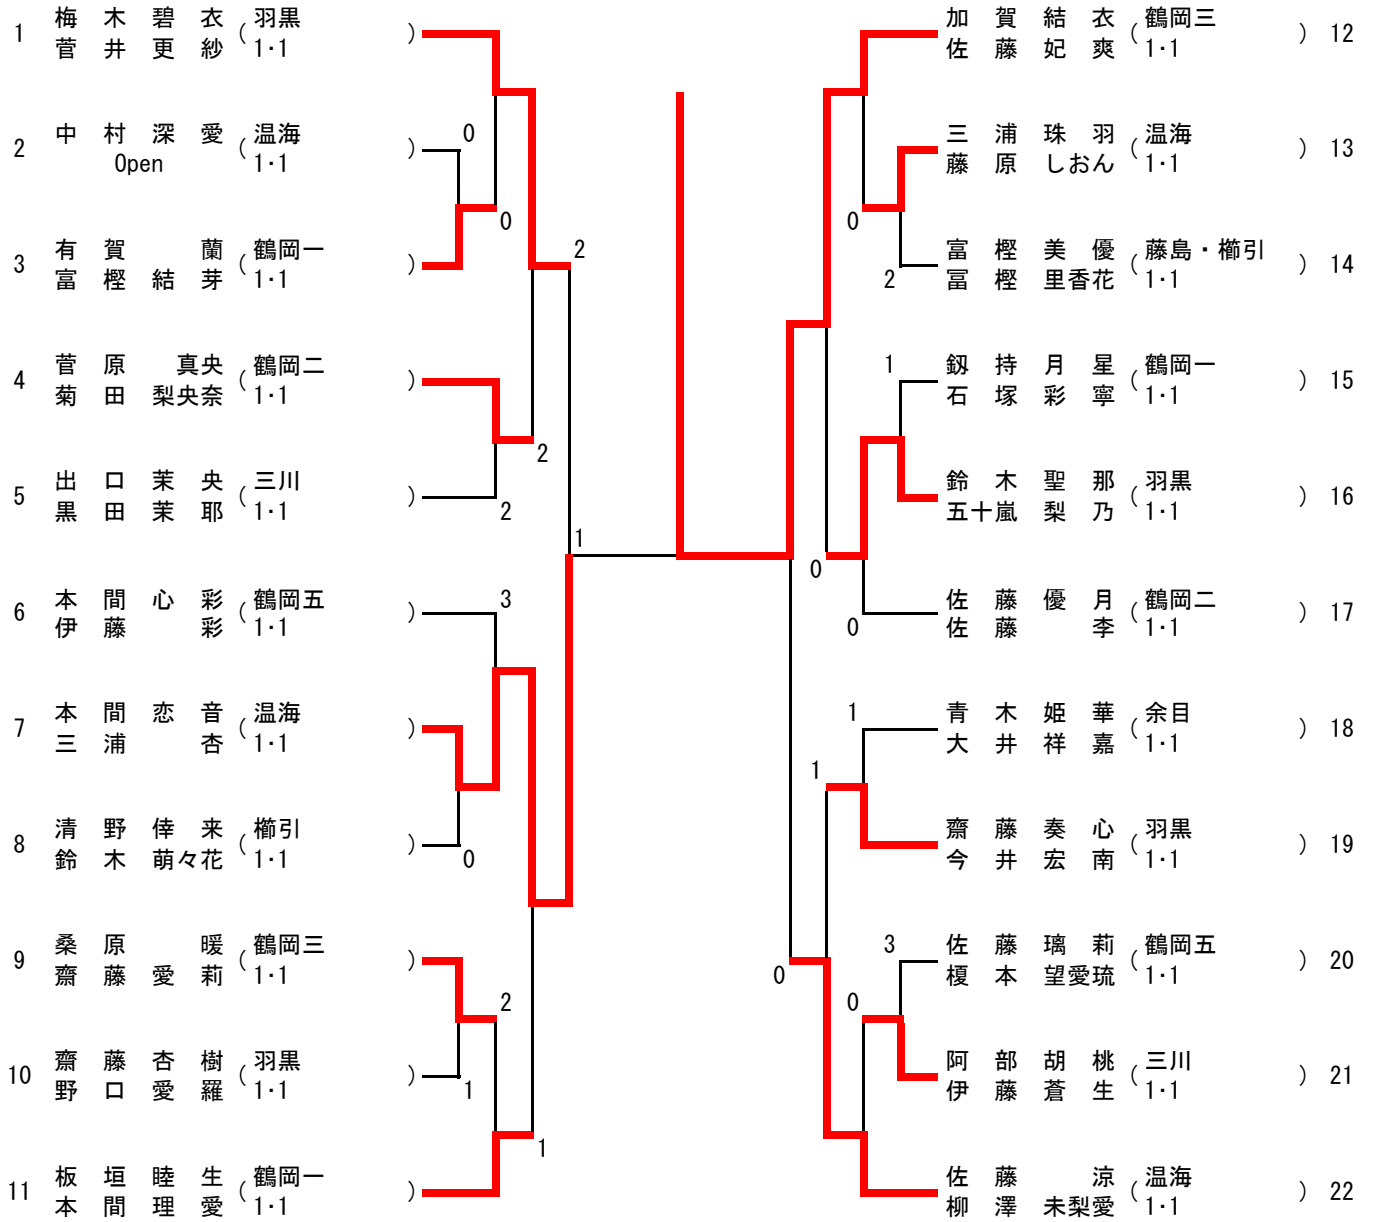 1 梅木碧衣 ( 羽黒 )
菅井更紗 1·1
2 中村深愛 ( 温海 )
Open 1·1
3 有賀蘭 ( 鶴岡一 )
富樫結芽 1·1
4 菅原真央 ( 鶴岡二 )
菊田梨央奈 1·1
5 出口茉央 ( 三川 )
黒田茉耶 1·1
6 本間心彩 ( 鶴岡五 )
伊藤彩 1·1
7 本間恋音 ( 温海 )
三浦杏 1·1
8 清野倖来 ( 櫛引 )
鈴木萌々花 1·1
9 桑原暖 ( 鶴岡三 )
齋藤愛莉 1·1
10 齋藤杏樹 ( 羽黒 )
野口愛羅 1·1
11 板垣睦生 ( 鶴岡一 )
本間理愛 1·1
0
0
2
2
2
1
3
0
2
1
1
加賀結衣 ( 鶴岡三 ) 12
佐藤妃爽 1·1
三浦珠羽 ( 温海 ) 13
藤原しおん 1·1
富樫美優 ( 藤島・櫛引 ) 14
冨樫里香花 1·1
釼持月星 ( 鶴岡一 ) 15
石塚彩寧 1·1
鈴木聖那 ( 羽黒 ) 16
五十嵐梨乃 1·1
佐藤優月 ( 鶴岡二 ) 17
佐藤李 1·1
青木姫華 ( 余目 ) 18
大井祥嘉 1·1
齋藤奏心 ( 羽黒 ) 19
今井宏南 1·1
佐藤璃莉 ( 鶴岡五 ) 20
榎本望愛琉 1·1
阿部胡桃 ( 三川 ) 21
伊藤蒼生 1·1
佐藤涼 ( 温海 ) 22
柳澤未梨愛 1·1
0
2
1
0
0
1
1
3
0
0